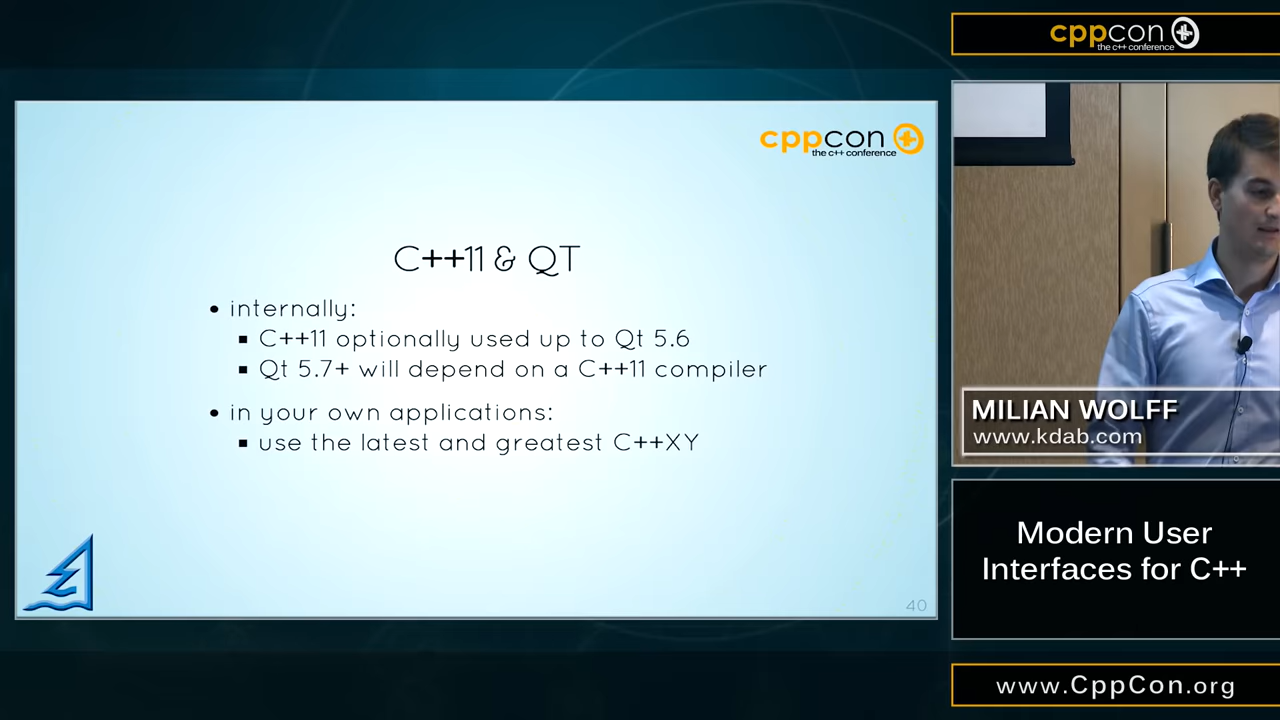 cppcon
the c++ conference
C++11 & QT
internally:
C++11 optionally used up to Qt 5.6
Qt 5.7+ will depend on a C++11 compiler
in your own applications:
use the latest and greatest C++XY
40
cppcon
the c++ conference
MILIAN WOLFF
www.kdab.com
Modern User
Interfaces for C++
www.CppCon.org